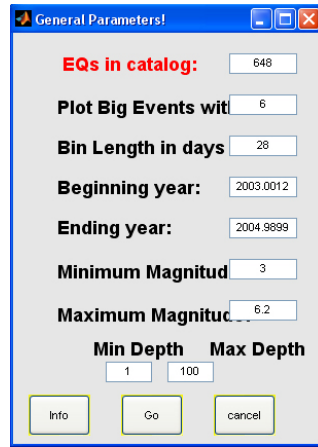 General Parameters!
EQs in catalog: 648
Plot Big Events wit 6
Bin Length in days 28
Beginning year: 2003.0012
Ending year: 2004.9899
Minimum Magnitud 3
Maximum Magnitude: 6.2
Min Depth Max Depth
1 100
Info Go cancel